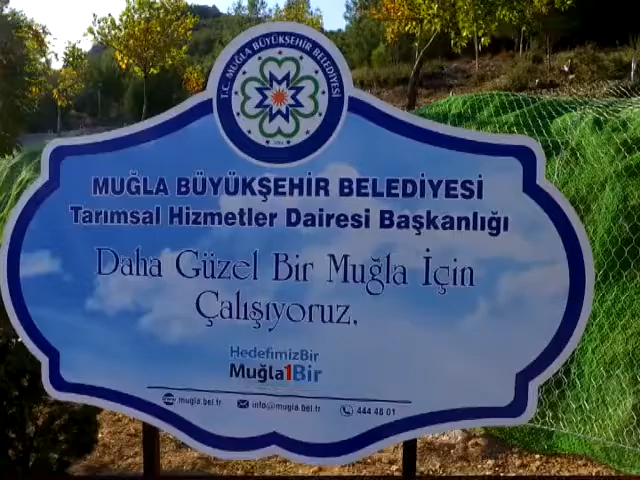 T.C. MUĞLA BÜYÜKŞEHİR BELEDİYESİ
MUĞLA BÜYÜKŞEHİR BELEDİYESİ
Tarımsal Hizmetler Dairesi Başkanlığı
Daha Güzel Bir Muğla İçin
Çalışıyoruz.
HedefimizBir
Muğla1Bir
www mugla.bel.tr info@mugla.bel.tr 444 48 01